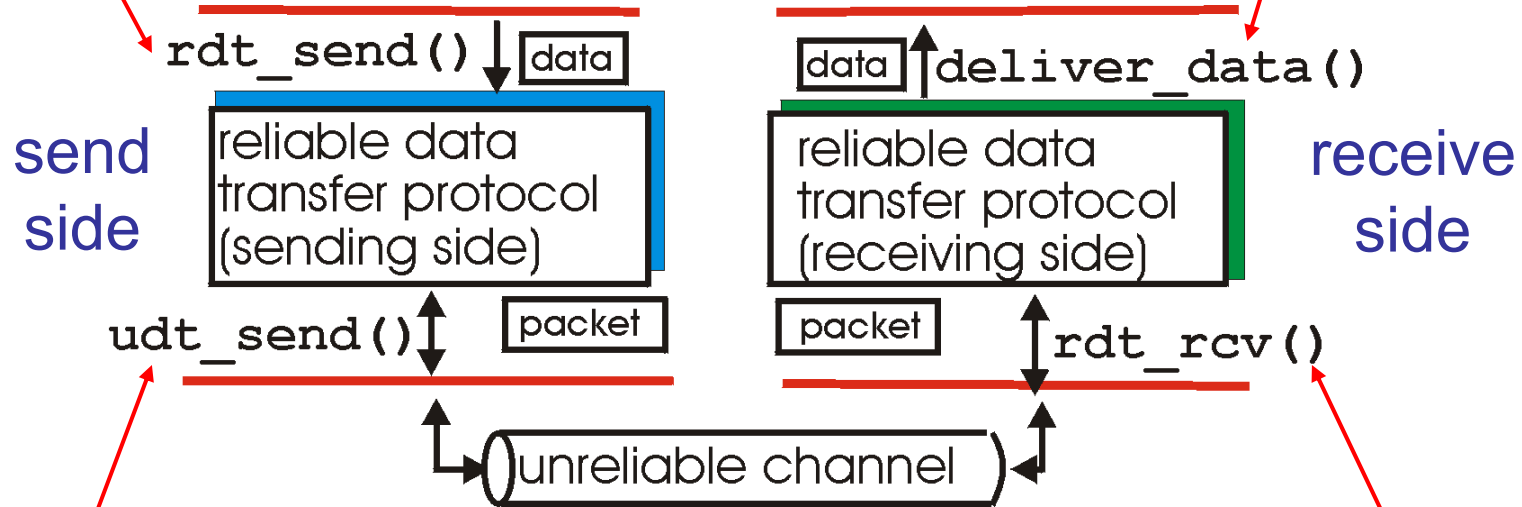 rdt_send()
data
data
deliver_data()
send
side
reliable data
transfer protocol
(sending side)
reliable data
transfer protocol
(receiving side)
receive
side
udt_send()
packet
packet
rdt_rcv()
unreliable channel